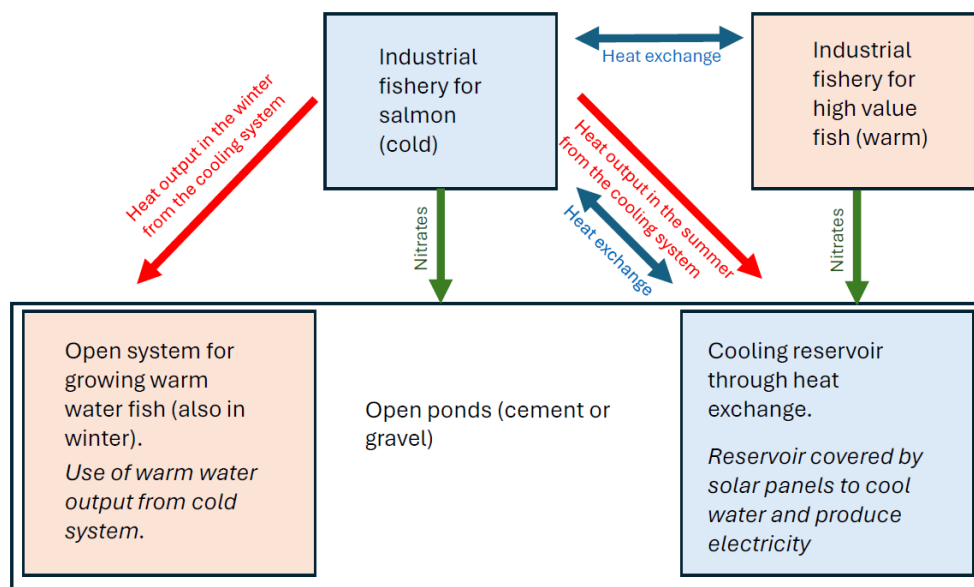 Industrial
fishery for
salmon
(cold)
Heat exchange
Industrial
fishery for
high value
fish (warm)
Heat output in the winter
from the cooling system
Heat output in the summer
from the cooling system
Heat exchange
Nitrates
Nitrates
Open system for
growing warm
water fish (also in
winter).
Use of warm water
output from cold
system.
Open ponds (cement or
gravel)
Cooling reservoir
through heat
exchange.
Reservoir covered by
solar panels to cool
water and produce
electricity